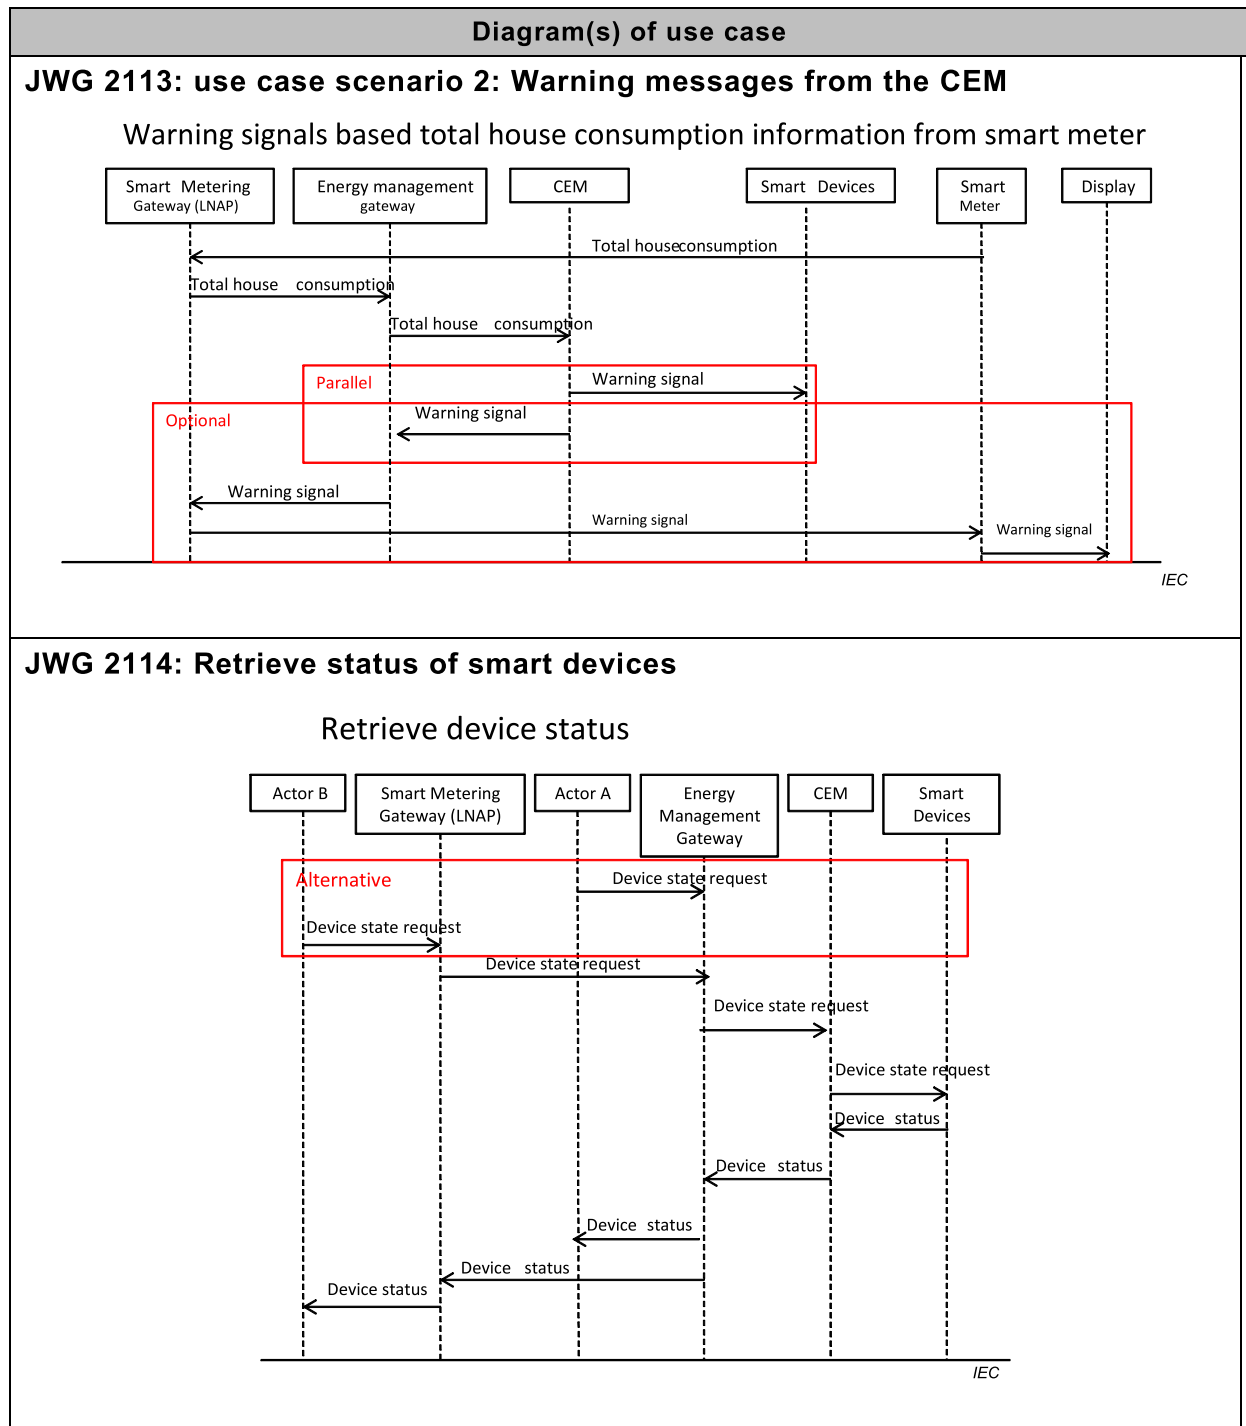 Diagram(s) of use case
JWG 2113: use case scenario 2: Warning messages from the CEM
Warning signals based total house consumption information from smart meter
Smart Metering
Gateway (LNAP)
Energy management
gateway
CEM
Smart Devices
Smart
Meter
Display
Total house consumption
Total house consumption
Total house consumption
Parallel
Warning signal
Optional
Warning signal
Warning signal
Warning signal
Warning signal
IEC
JWG 2114: Retrieve status of smart devices
Retrieve device status
Actor B
Smart Metering
Gateway (LNAP)
Actor A
Energy
Management
Gateway
CEM
Smart
Devices
Alternative
Device state request
Device state request
Device state request
Device state request
Device state request
Device status
Device status
Device status
Device status
Device status
IEC